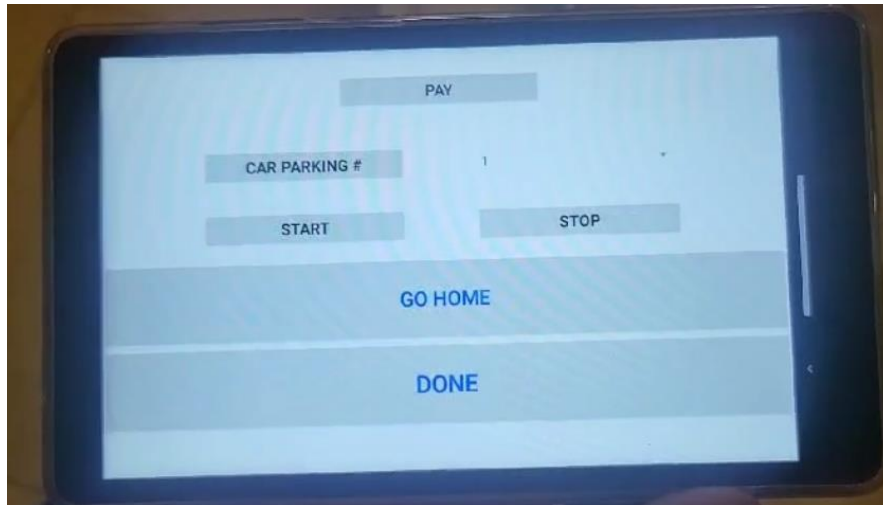 PAY
CAR PARKING # 1
START STOP
GO HOME
DONE